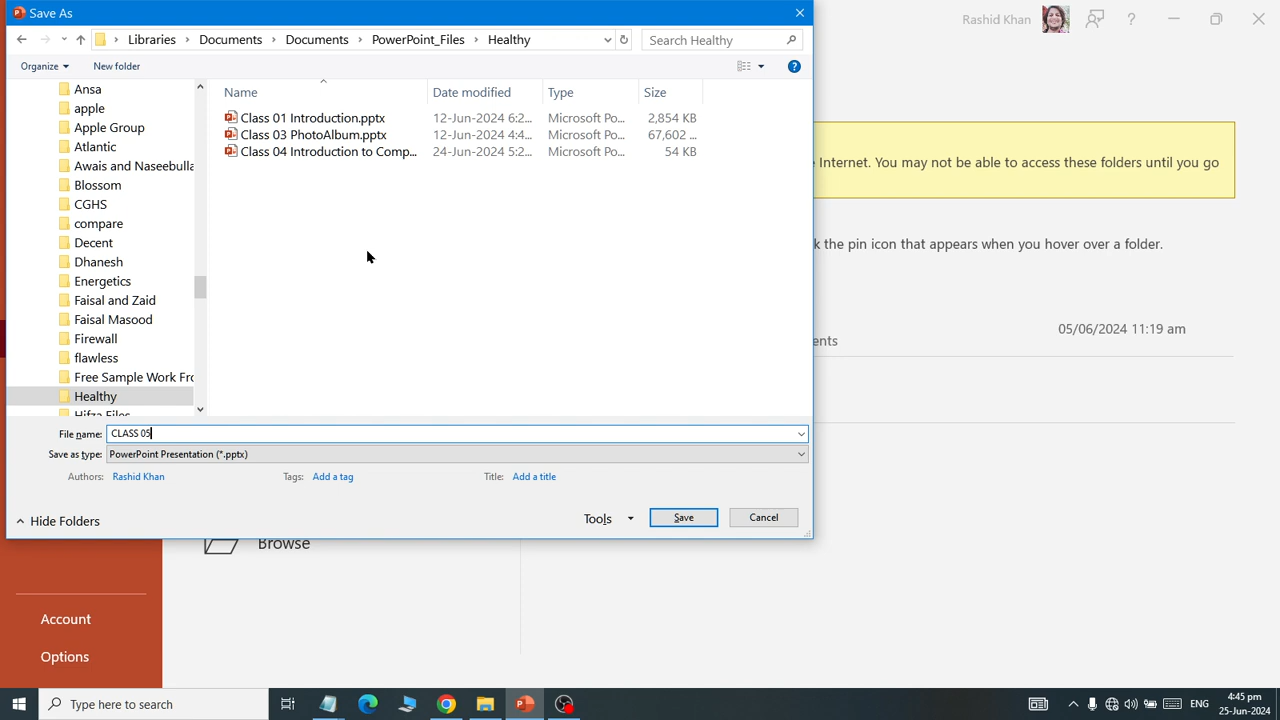 Save As
Rashid Khan
Libraries Documents Documents PowerPoint_Files Healthy
Search Healthy
Organize
New folder
Name Date modified Type Size
Class 01 Introduction.pptx 12-Jun-2024 6:2... Microsoft Po... 2,854 KB
Class 03 PhotoAlbum.pptx 12-Jun-2024 4:4... Microsoft Po... 67,602 ...
Class 04 Introduction to Comp... 24-Jun-2024 5:2... Microsoft Po... 54 KB
Ansa
apple
Apple Group
Atlantic
Awais and Naseebulla
Blossom
CGHS
compare
Decent
Dhanesh
Energetics
Faisal and Zaid
Faisal Masood
Firewall
flawless
Free Sample Work Fro
Healthy
Hifza Files
Internet. You may not be able to access these folders until you go
k the pin icon that appears when you hover over a folder.
05/06/2024 11:19 am
ents
File name: CLASS 05
Save as type: PowerPoint Presentation (*.pptx)
Authors: Rashid Khan Tags: Add a tag Title: Add a title
Hide Folders
Tools
Save
Cancel
Browse
Account
Options
Type here to search
ENG
4:45 pm
25-Jun-2024